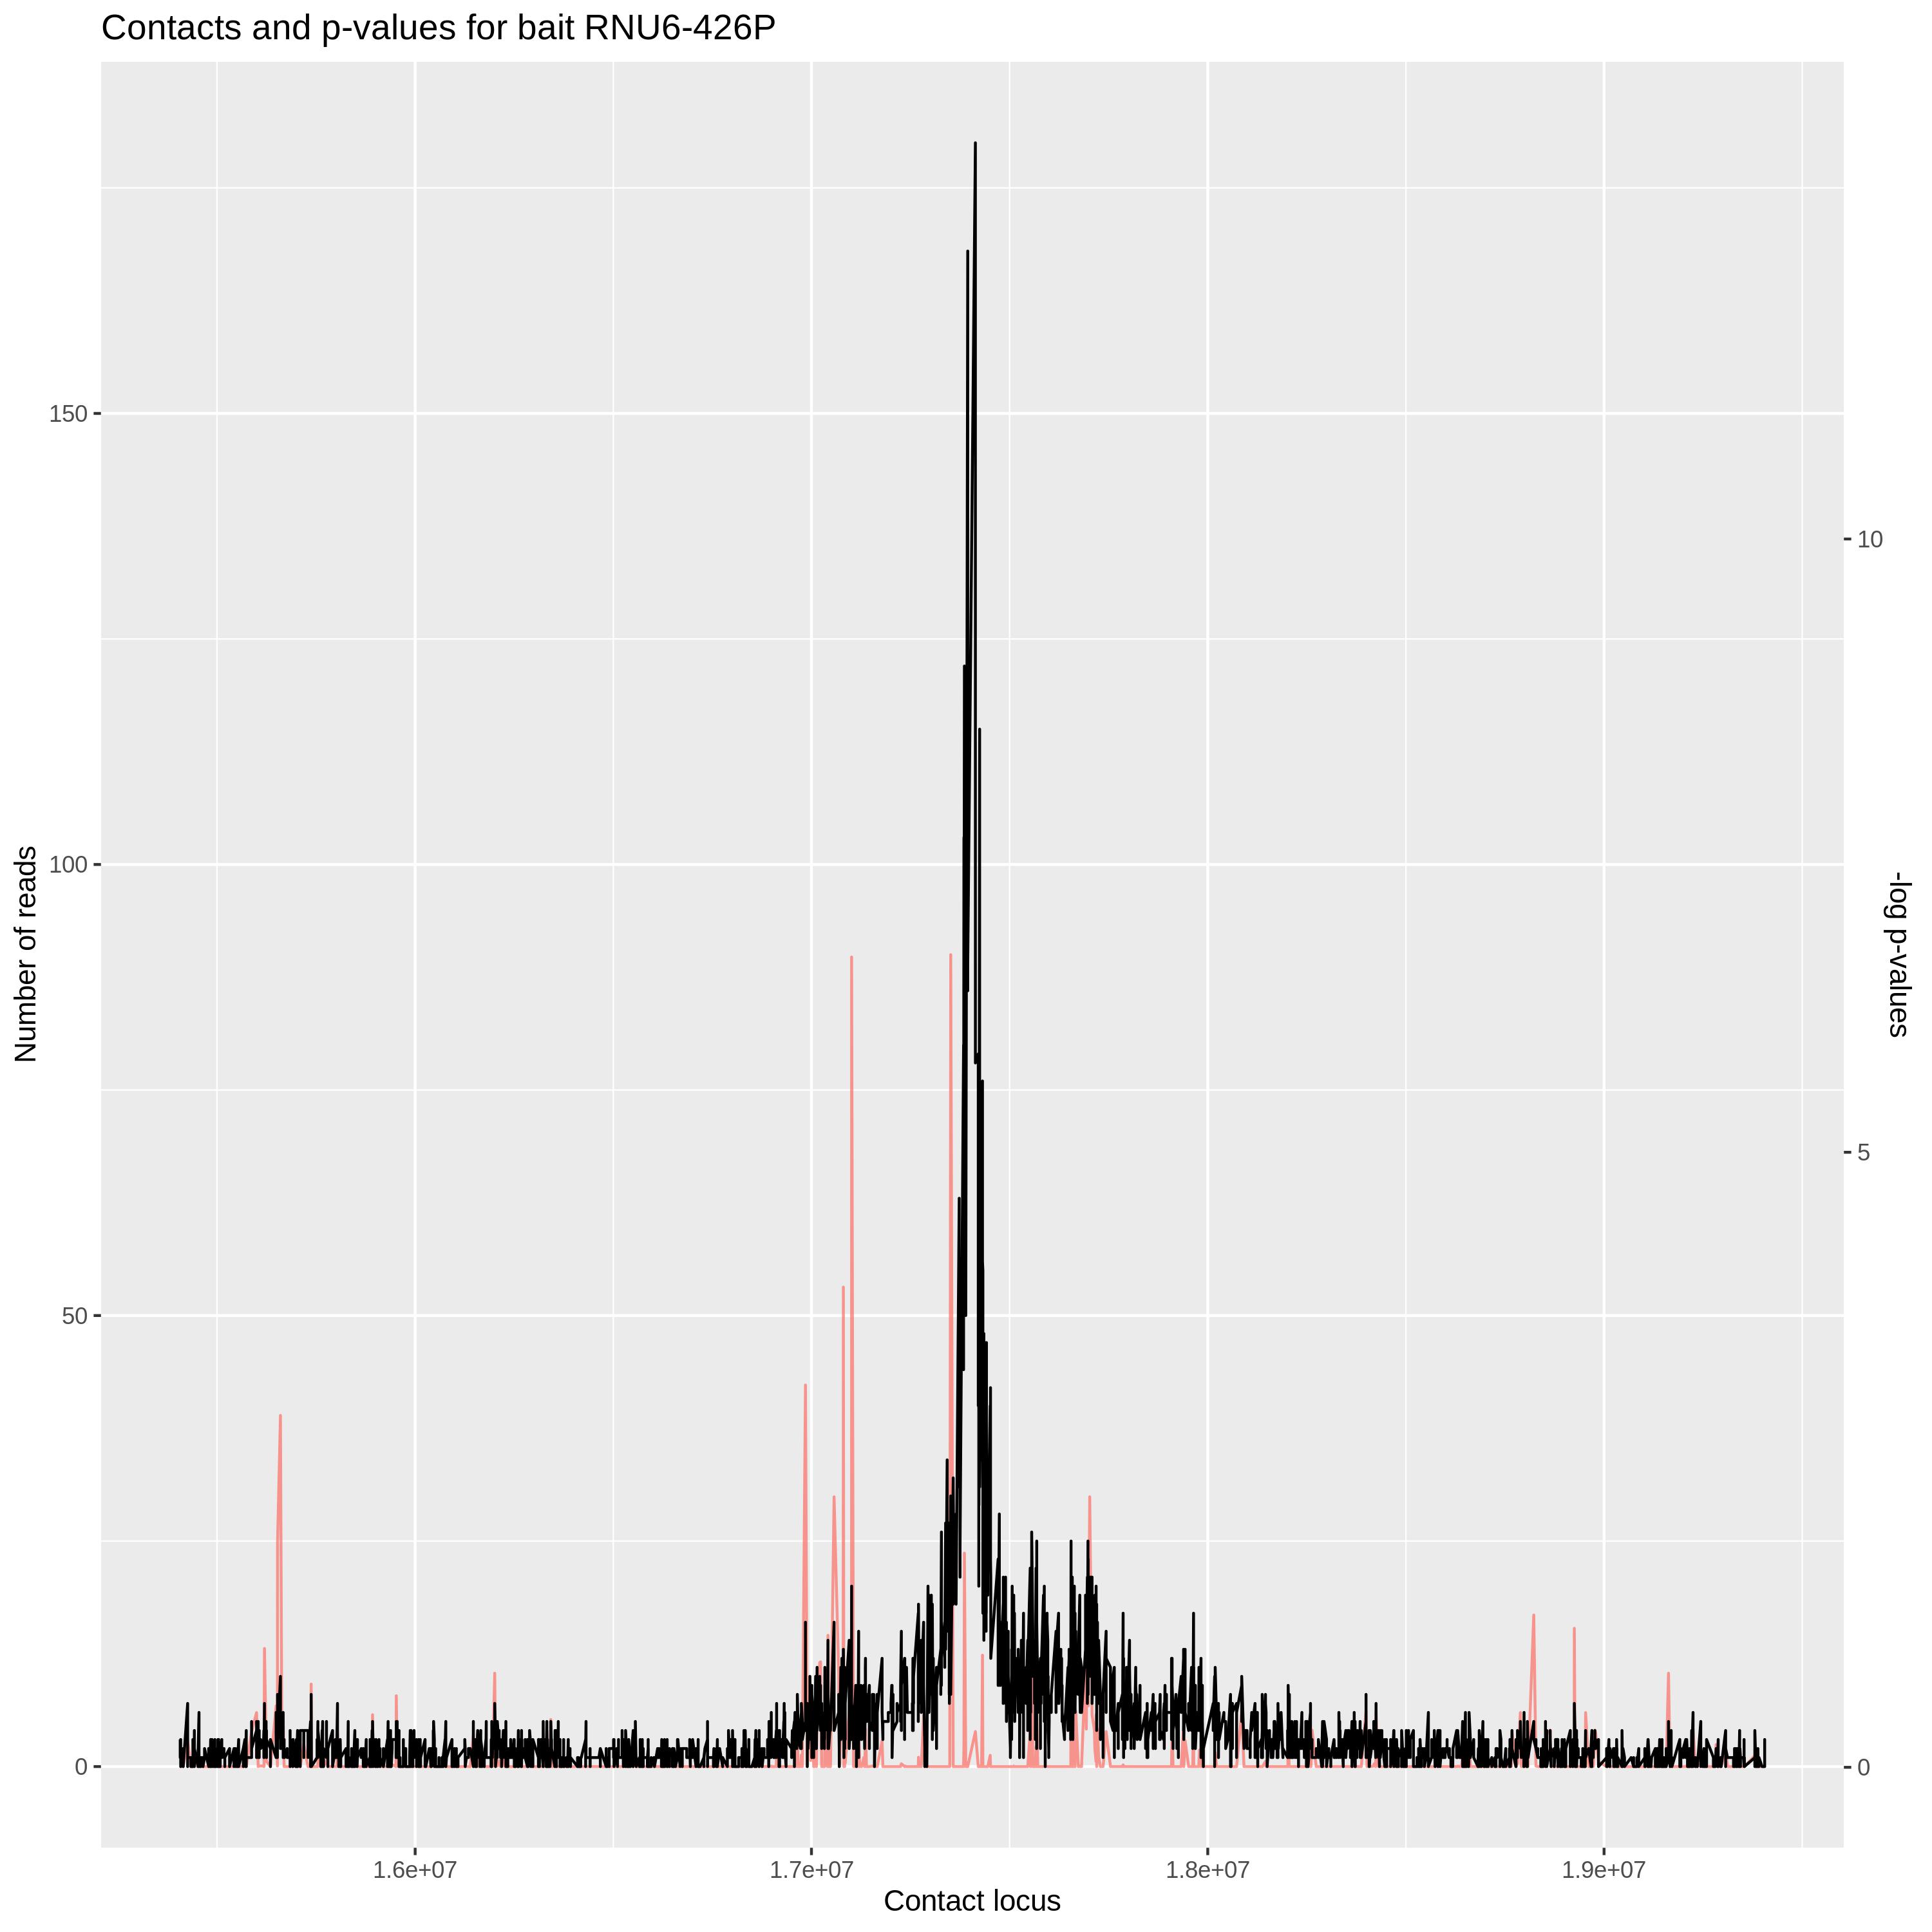 Contacts and p-values for bait RNU6-426P
150
100
50
0
10
5
0
Number of reads
-log p-values
1.6e+07 1.7e+07 1.8e+07 1.9e+07
Contact locus